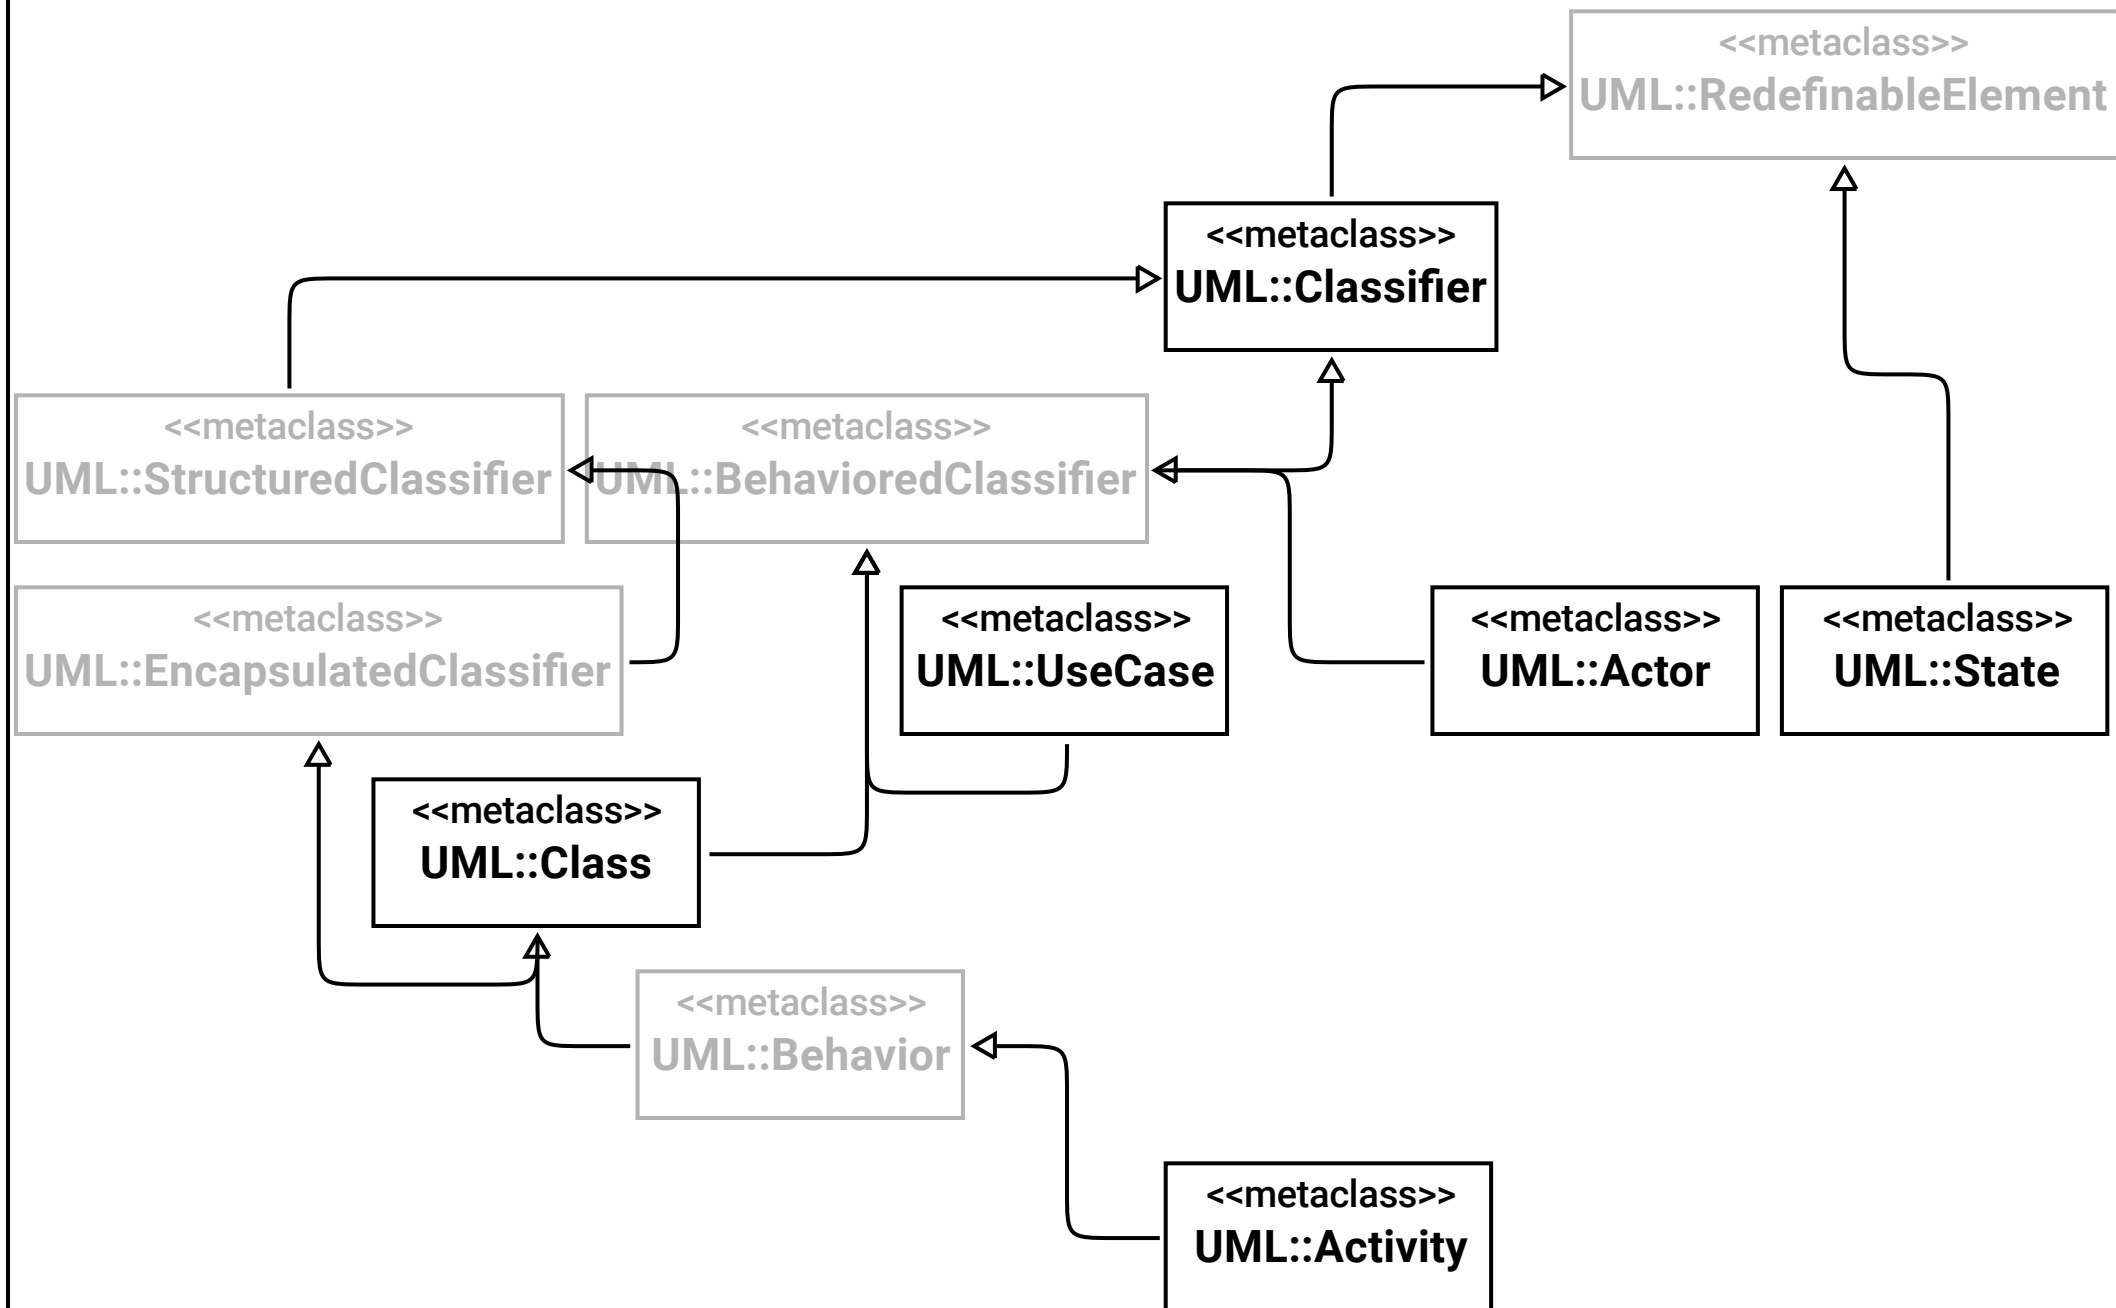 <<metaclass>>
UML::RedefinableElement
<<metaclass>>
UML::Classifier
<<metaclass>>
UML::StructuredClassifier
<<metaclass>>
UML::BehavioredClassifier
<<metaclass>>
UML::EncapsulatedClassifier
<<metaclass>>
UML::UseCase
<<metaclass>>
UML::Actor
<<metaclass>>
UML::State
<<metaclass>>
UML::Class
<<metaclass>>
UML::Behavior
<<metaclass>>
UML::Activity